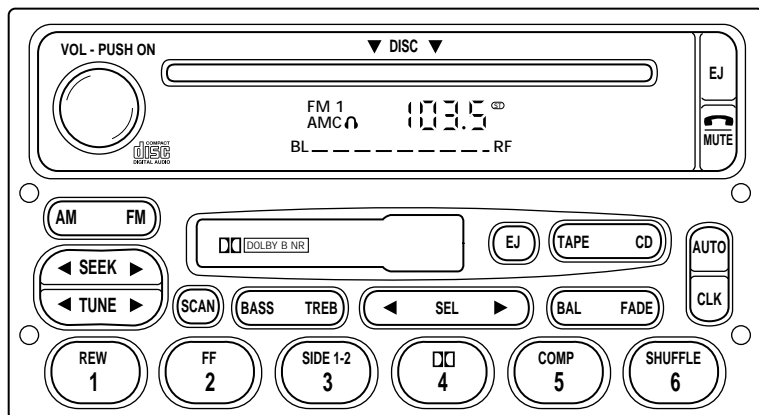 VOL - PUSH ON
DISC
EJ
FM 1
AMC
103.5
ST
MUTE
BL
RF
COMPACT
disc
DIGITAL AUDIO
AM FM
DOLBY B NR
EJ
TAPE CD
AUTO
SEEK
TUNE
SCAN
BASS TREB
SEL
BAL FADE
CLK
REW
1
FF
2
SIDE 1-2
3
4
COMP
5
SHUFFLE
6